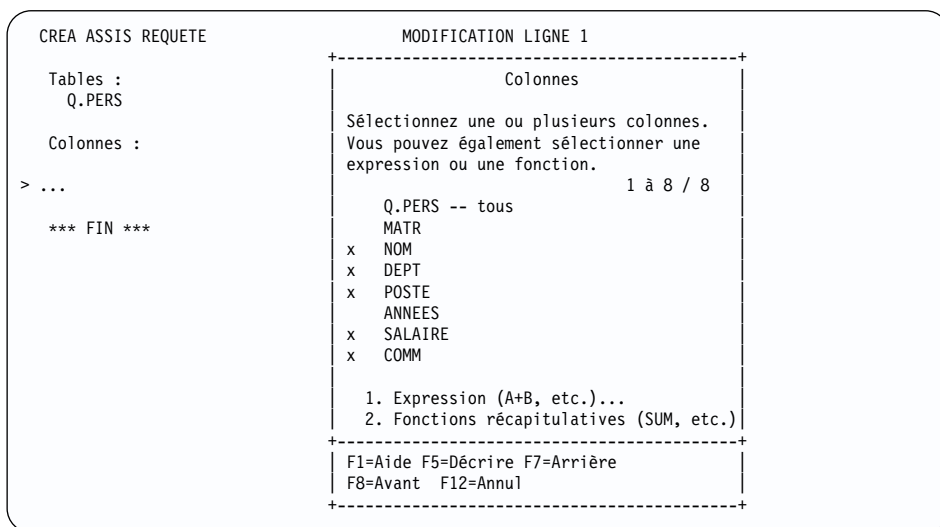 CREA ASSIS REQUETE MODIFICATION LIGNE 1
+--------------------------------------------+
Tables : | Colonnes |
Q.PERS | |
| Sélectionnez une ou plusieurs colonnes. |
Colonnes : | Vous pouvez également sélectionner une |
| expression ou une fonction. |
> ... | 1 à 8 / 8 |
| Q.PERS -- tous |
*** FIN *** | MATR |
| x NOM |
| x DEPT |
| x POSTE |
| ANNEES |
| x SALAIRE |
| x COMM |
| |
| 1. Expression (A+B, etc.)... |
| 2. Fonctions récapitulatives (SUM, etc.)|
+--------------------------------------------+
| F1=Aide F5=Décrire F7=Arrière |
| F8=Avant F12=Annul |
+--------------------------------------------+